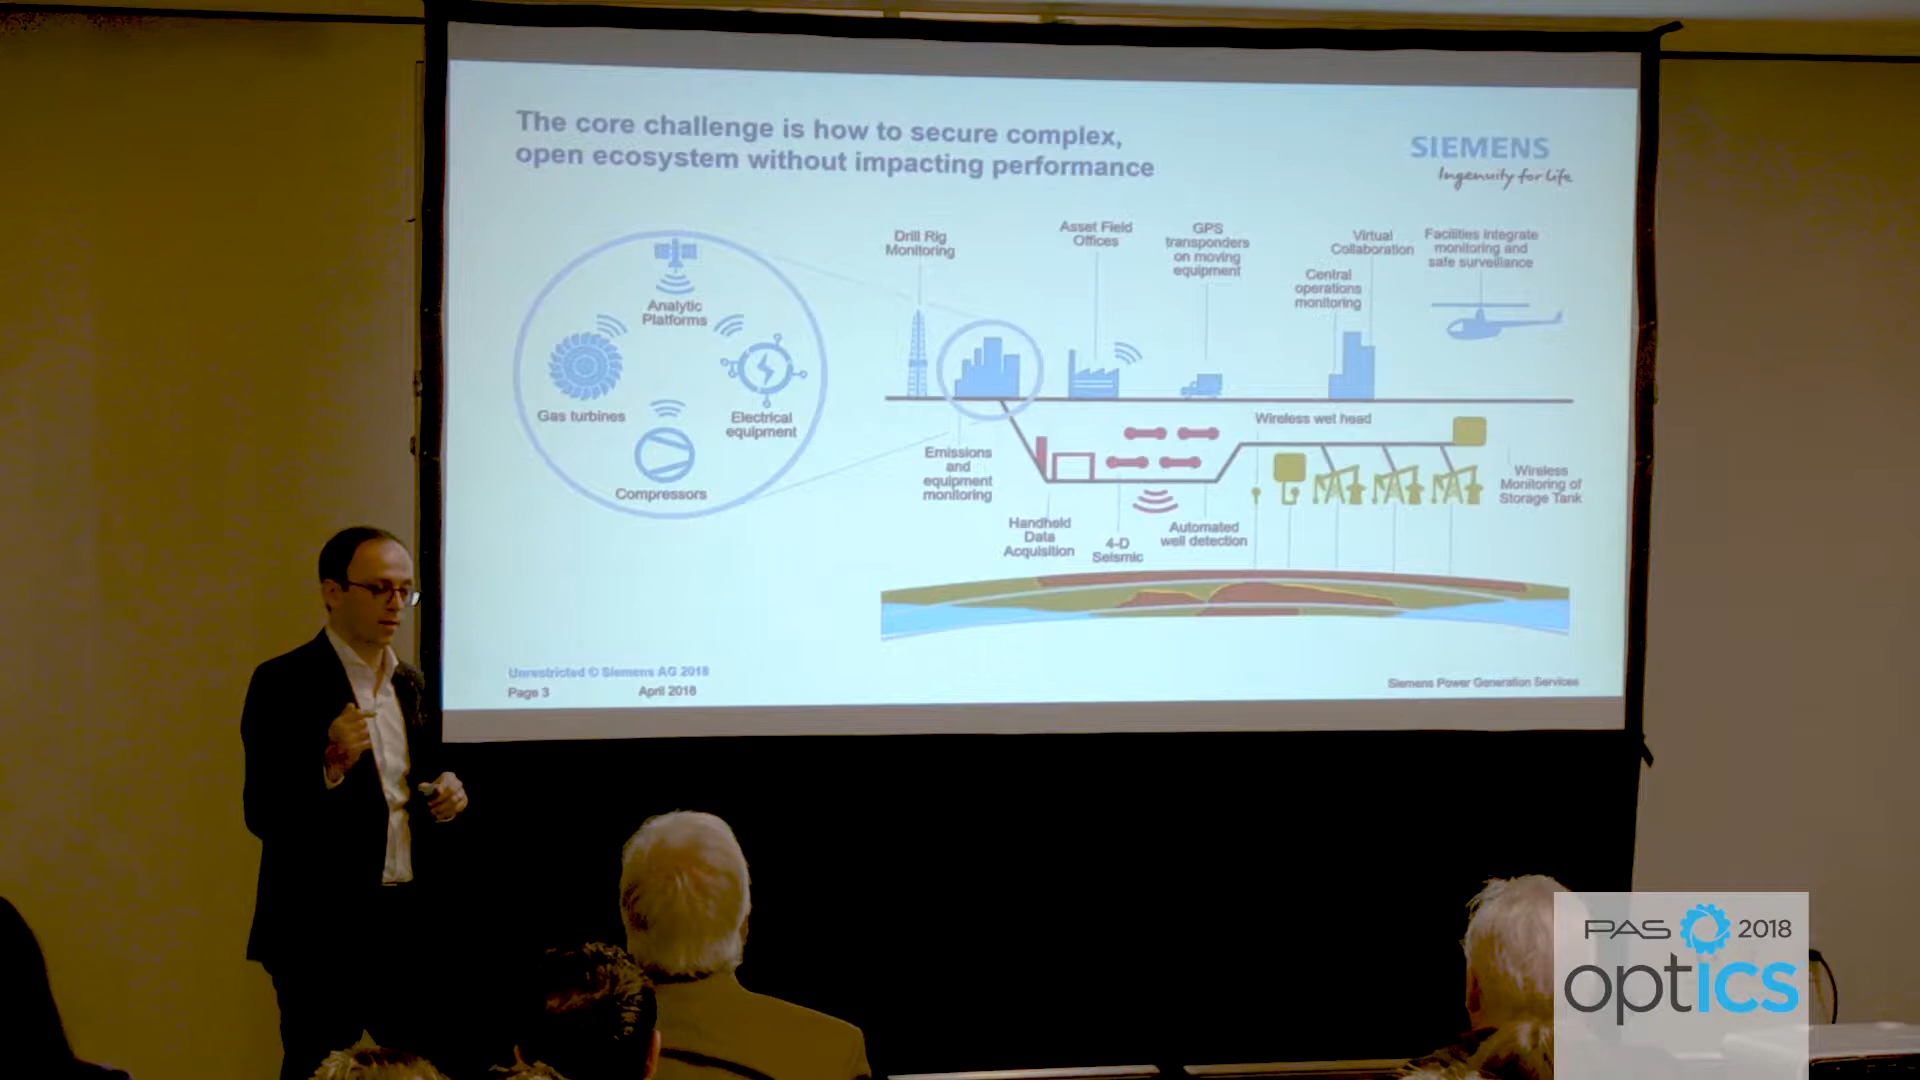 The core challenge is how to secure complex,
open ecosystem without impacting performance
SIEMENS
Ingenuity for life
Analytic
Platforms
Gas turbines
Electrical
equipment
Compressors
Drill Rig
Monitoring
Asset Field
Offices
GPS
transponders
on moving
equipment
Central
operations
monitoring
Virtual
Collaboration
Facilities integrate
monitoring and
safe surveillance
Emissions
and
equipment
monitoring
Handheld
Data
Acquisition
4-D
Seismic
Automated
well detection
Wireless wet head
Wireless
Monitoring of
Storage Tank
Unrestricted © Siemens AG 2018
Page 3
April 2018
Siemens Power Generation Services
PAS 2018
optICS